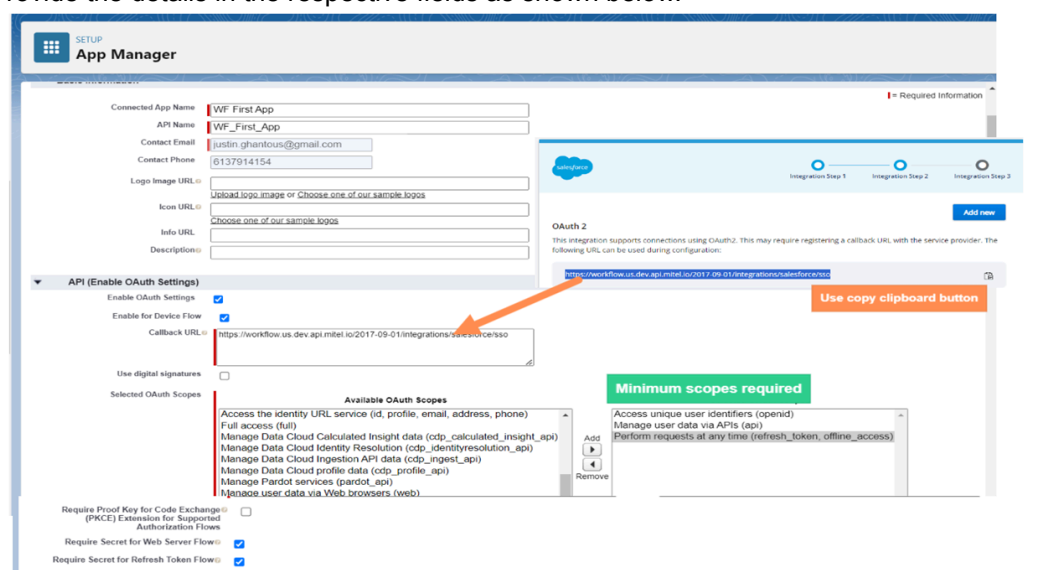 rovide the details in the respective fields as shown below.
SETUP
App Manager
Basic Information
= Required Information
Connected App Name
WF First App
API Name
WF_First_App
Contact Email
justin.ghantous@gmail.com
Contact Phone
6137914154
Logo Image URL
Upload logo image or Choose one of our sample logos
Icon URL
Choose one of our sample logos
Info URL
Description
salesforce
Integration Step 1
Integration Step 2
Integration Step 3
Add new
OAuth 2
This integration supports connections using OAuth2. This may require registering a callback URL with the service provider. The
following URL can be used during configuration:
https://workflow.us.dev.api.mitel.io/2017-09-01/integrations/salesforce/sso
Use copy clipboard button
API (Enable OAuth Settings)
Enable OAuth Settings
Enable for Device Flow
Callback URL
https://workflow.us.dev.api.mitel.io/2017-09-01/integrations/salesforce/sso
Use digital signatures
Selected OAuth Scopes
Available OAuth Scopes
Minimum scopes required
Access the identity URL service (id, profile, email, address, phone)
Full access (full)
Manage Data Cloud Calculated Insight data (cdp_calculated_insight_api)
Manage Data Cloud Identity Resolution (cdp_identityresolution_api)
Manage Data Cloud Ingestion API data (cdp_ingest_api)
Manage Data Cloud profile data (cdp_profile_api)
Manage Pardot services (pardot_api)
Manage user data via Web browsers (web)
Add
Remove
Access unique user identifiers (openid)
Manage user data via APIs (api)
Perform requests at any time (refresh_token, offline_access)
Require Proof Key for Code Exchange
(PKCE) Extension for Supported
Authorization Flows
Require Secret for Web Server Flow
Require Secret for Refresh Token Flow